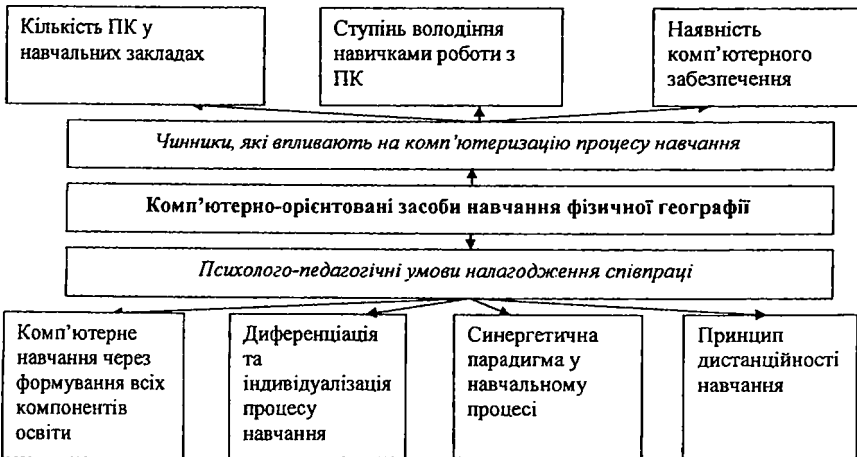 Кількість ПК у
навчальних закладах
Ступінь володіння
навичками роботи з
ПК
Наявність
комп’ютерного
забезпечення
Чинники, які впливають на комп’ютеризацію процесу навчання
Комп’ютерно-орієнтовані засоби навчання фізичної географії
Психолого-педагогічні умови налагодження співпраці
Комп’ютерне
навчання через
формування всіх
компонентів
освіти
Диференціація
та
індивідуалізація
процесу
навчання
Синергетична
парадигма у
навчальному
процесі
Принцип
дистанційності
навчання